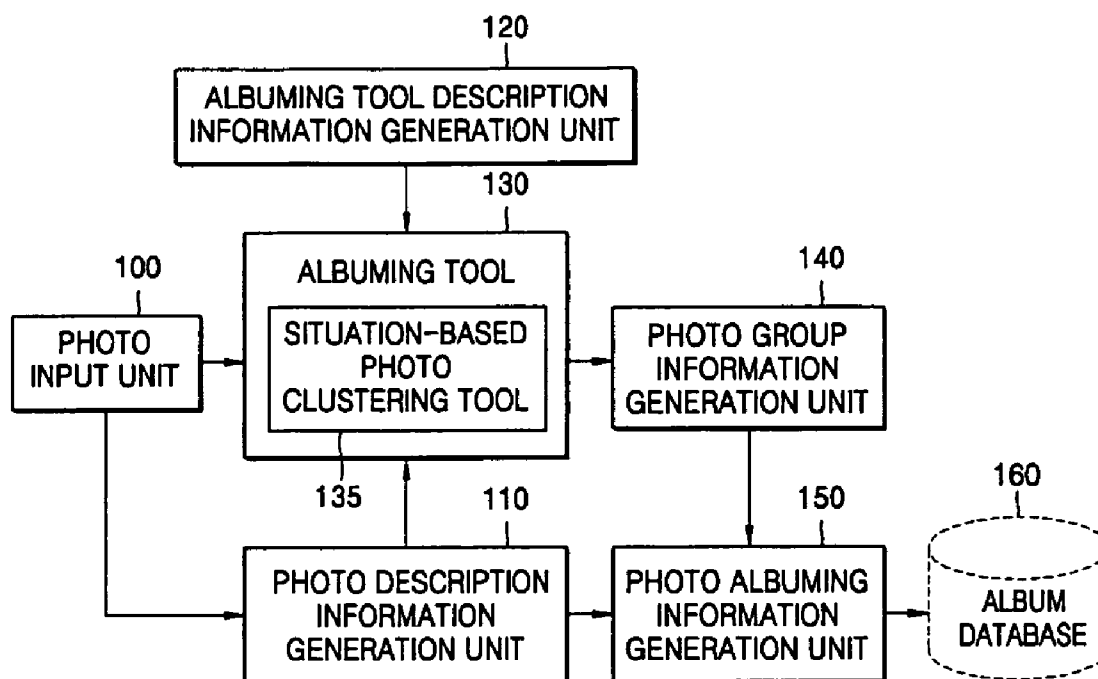 120
ALBUMING TOOL DESCRIPTION
INFORMATION GENERATION UNIT
130
ALBUMING TOOL
100
PHOTO
INPUT UNIT
SITUATION-BASED
PHOTO
CLUSTERING TOOL
135
140
PHOTO GROUP
INFORMATION
GENERATION UNIT
110
PHOTO DESCRIPTION
INFORMATION
GENERATION UNIT
150
PHOTO ALBUMING
INFORMATION
GENERATION UNIT
160
ALBUM
DATABASE